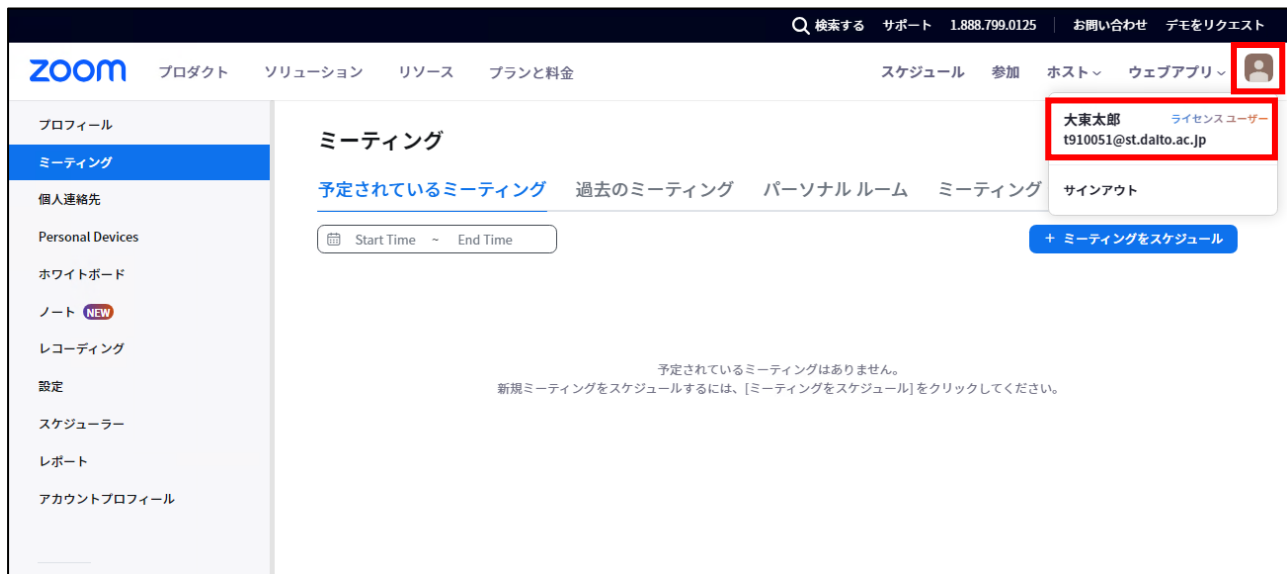 検索する サポート 1.888.799.0125 お問い合わせ デモをリクエスト
zoom プロダクト ソリューション リソース プランと料金 スケジュール 参加 ホスト ウェブアプリ
大東太郎 ライセンス ユーザー
t910051@st.daito.ac.jp
サインアウト
プロフィール
ミーティング
個人連絡先
Personal Devices
ホワイトボード
ノート NEW
レコーディング
設定
スケジューラー
レポート
アカウントプロフィール
ミーティング
予定されているミーティング 過去のミーティング パーソナル ルーム ミーティング
Start Time ~ End Time
+ ミーティングをスケジュール
予定されているミーティングはありません。
新規ミーティングをスケジュールするには、[ミーティングをスケジュール] をクリックしてください。